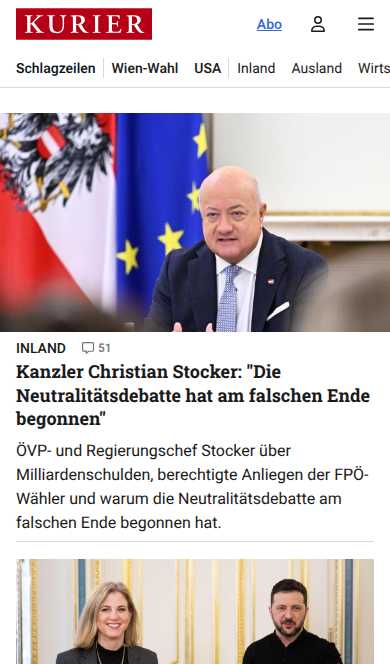 KURIER
Abo
Schlagzeilen Wien-Wahl USA Inland Ausland Wirts
INLAND 51
Kanzler Christian Stocker: "Die
Neutralitätsdebatte hat am falschen Ende
begonnen"
ÖVP- und Regierungschef Stocker über
Milliardenschulden, berechtigte Anliegen der FPÖ-
Wähler und warum die Neutralitätsdebatte am
falschen Ende begonnen hat.